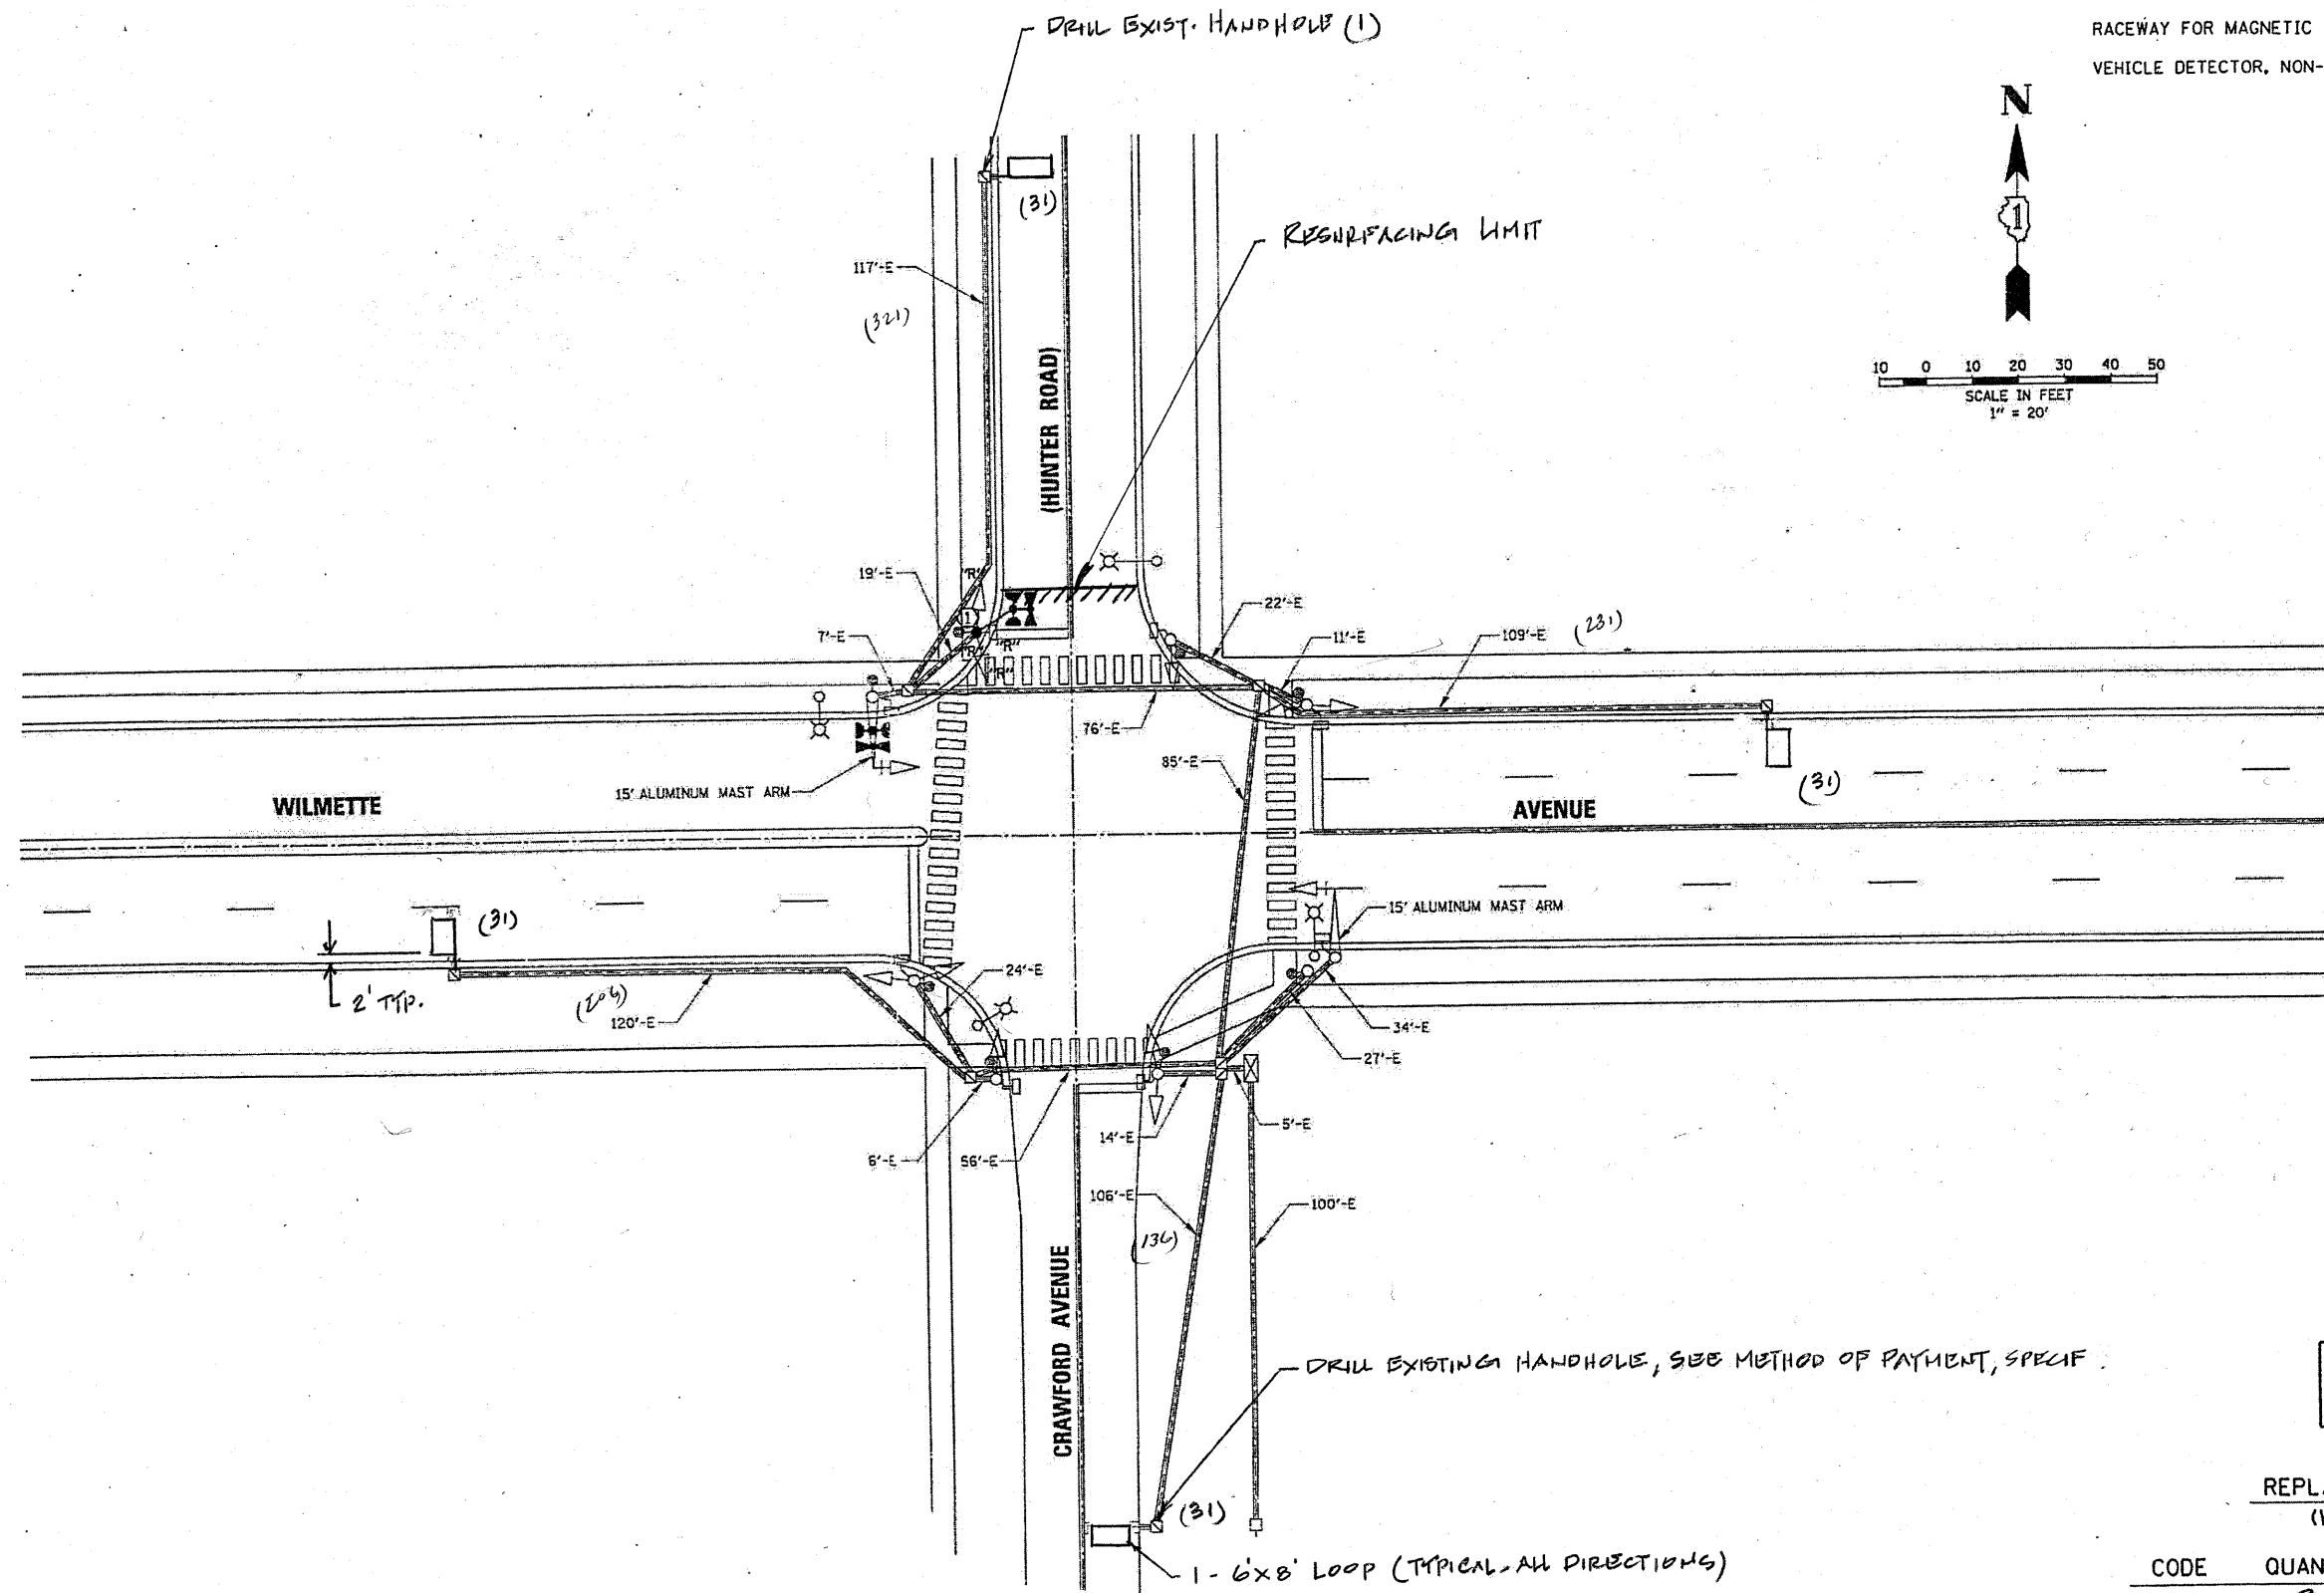 DRILL EXIST. HANDHOLE (1)
RACEWAY FOR MAGNETIC
VEHICLE DETECTOR, NON-
N
1
(31)
RESURFACING LIMIT
117'-E
(321)
(HUNTER ROAD)
10 0 10 20 30 40 50
SCALE IN FEET
1" = 20'
19'-E
"R"
1
22'-E
7'-E
"R"
"R"
"R"
11'-E
109'-E
(231)
76'-E
85'-E
15' ALUMINUM MAST ARM
(31)
WILMETTE
AVENUE
15' ALUMINUM MAST ARM
(31)
24'-E
2' TYP.
120'-E
34'-E
27'-E
5'-E
14'-E
6'-E
56'-E
106'-E
100'-E
(136)
CRAWFORD AVENUE
DRILL EXISTING HANDHOLE, SEE METHOD OF PAYMENT, SPECIF.
(31)
REPL
1 - 6'X8' LOOP (TYPICAL-ALL DIRECTIONS)
CODE QUAN